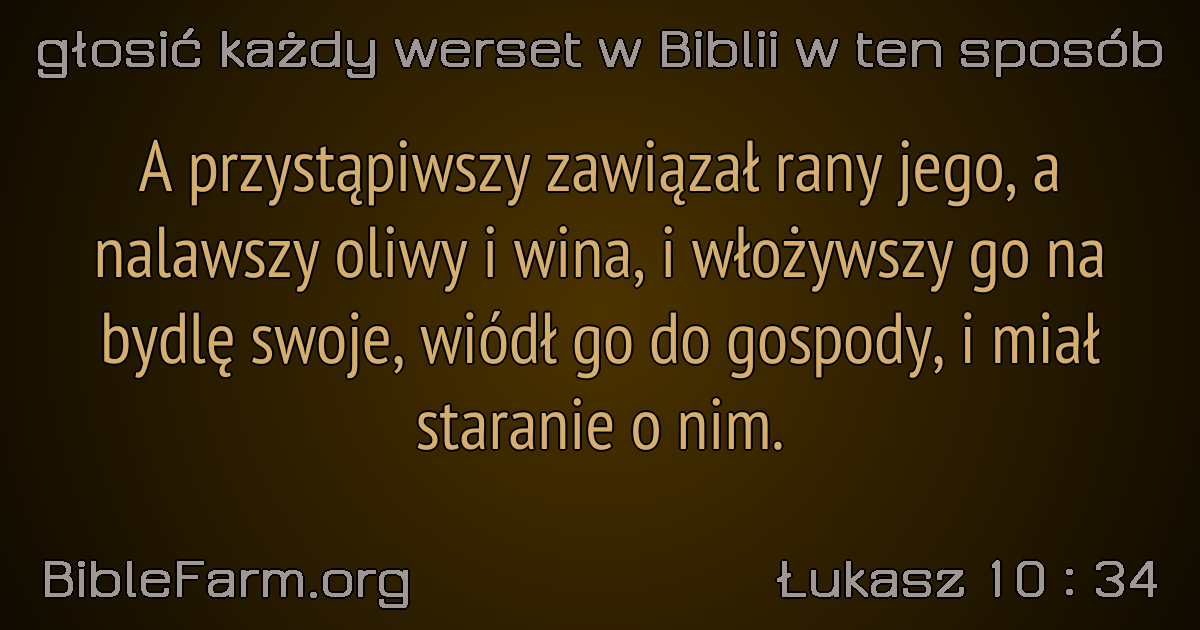 głosić każdy werset w Biblii w ten sposób
A przystąpiwszy zawiązał rany jego, a
nalawszy oliwy i wina, i włożywszy go na
bydlę swoje, wiódł go do gospody, i miał
staranie o nim.
BibleFarm.org
Łukasz 10 : 34